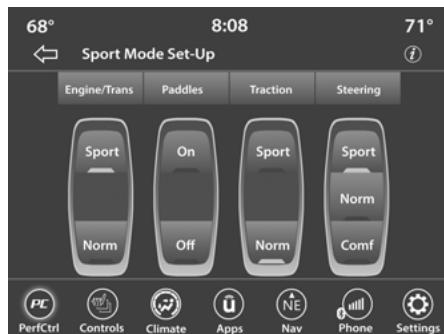 68° 8:08 71°
Sport Mode Set-Up i
Engine/Trans Paddles Traction Steering
Sport On Sport Sport
Norm
Norm Off Norm Comf
PC û NE
PerfCtrl Controls Climate Apps Nav Phone Settings